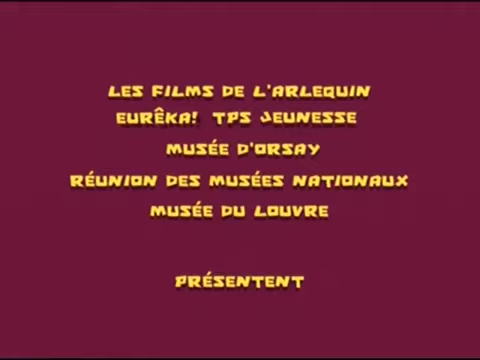 LES FILMS DE L'ARLEQUIN
EURÊKA! TPS JEUNESSE
MUSÉE D'ORSAY
RÉUNION DES MUSÉES NATIONAUX
MUSÉE DU LOUVRE
PRÉSENTENT